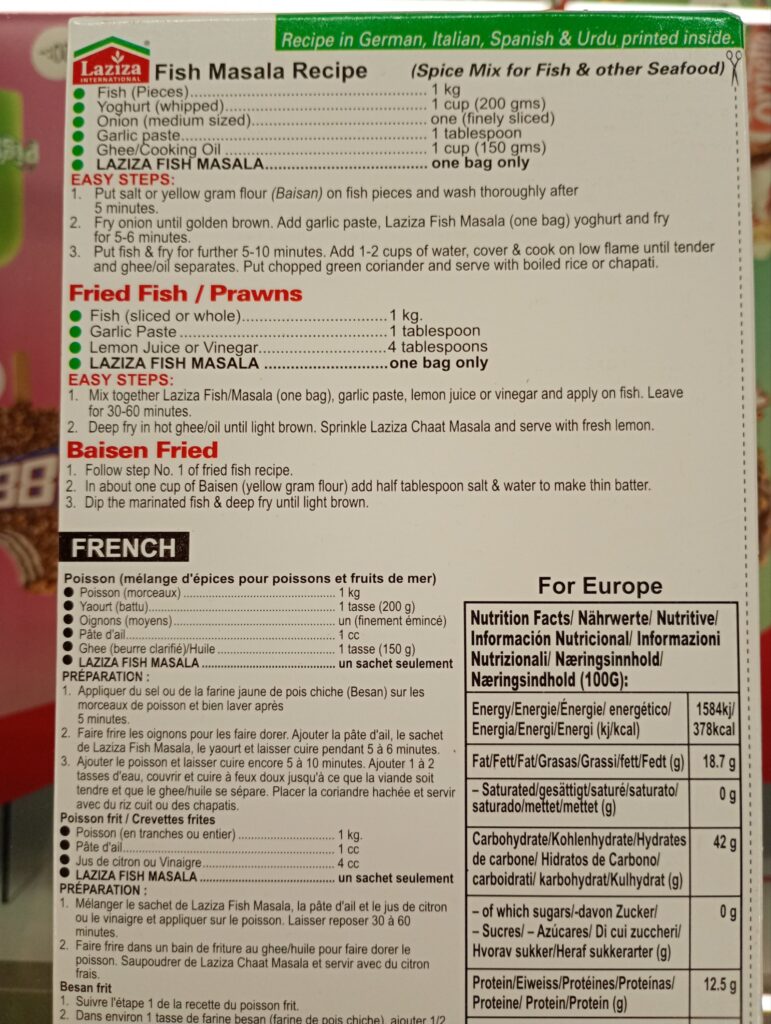 Recipe in German, Italian, Spanish & Urdu printed inside.
Laziza
INTERNATIONAL
Fish Masala Recipe (Spice Mix for Fish & other Seafood)
Fish (Pieces)........ 1 kg
Yoghurt (whipped)........ 1 cup (200 gms)
Onion (medium sized)........ one (finely sliced)
Garlic paste........ 1 tablespoon
Ghee/Cooking Oil ........ 1 cup (150 gms)
LAZIZA FISH MASALA........ one bag only
EASY STEPS:
1. Put salt or yellow gram flour (Baisan) on fish pieces and wash thoroughly after
5 minutes.
2. Fry onion until golden brown. Add garlic paste, Laziza Fish Masala (one bag) yoghurt and fry
for 5-6 minutes.
3. Put fish & fry for further 5-10 minutes. Add 1-2 cups of water, cover & cook on low flame until tender
and ghee/oil separates. Put chopped green coriander and serve with boiled rice or chapati.
Fried Fish / Prawns
Fish (sliced or whole)........ 1 kg.
Garlic Paste ........ 1 tablespoon
Lemon Juice or Vinegar........ 4 tablespoons
LAZIZA FISH MASALA ........ one bag only
EASY STEPS:
1. Mix together Laziza Fish/Masala (one bag), garlic paste, lemon juice or vinegar and apply on fish. Leave
for 30-60 minutes.
2. Deep fry in hot ghee/oil until light brown. Sprinkle Laziza Chaat Masala and serve with fresh lemon.
Baisen Fried
1. Follow step No. 1 of fried fish recipe.
2. In about one cup of Baisen (yellow gram flour) add half tablespoon salt & water to make thin batter.
3. Dip the marinated fish & deep fry until light brown.
88
FRENCH
Poisson (mélange d'épices pour poissons et fruits de mer)
Poisson (morceaux) ........ 1 kg
Yaourt (battu)........ 1 tasse (200 g)
Oignons (moyens)........ un (finement émincé)
Pâte d'ail........ 1 cc
Ghee (beurre clarifié)/Huile ........ 1 tasse (150 g)
LAZIZA FISH MASALA ........ un sachet seulement
PRÉPARATION :
1. Appliquer du sel ou de la farine jaune de pois chiche (Besan) sur les
morceaux de poisson et bien laver après
5 minutes.
2. Faire frire les oignons pour les faire dorer. Ajouter la pâte d'ail, le sachet
de Laziza Fish Masala, le yaourt et laisser cuire pendant 5 à 6 minutes.
3. Ajouter le poisson et laisser cuire encore 5 à 10 minutes. Ajouter 1 à 2
tasses d'eau, couvrir et cuire à feux doux jusqu'à ce que la viande soit
tendre et que le ghee/huile se sépare. Placer la coriandre hachée et servir
avec du riz cuit ou des chapatis.
Poisson frit / Crevettes frites
Poisson (en tranches ou entier) ........ 1 kg.
Pâte d'ail........ 1 cc
Jus de citron ou Vinaigre........ 4 cc
LAZIZA FISH MASALA ........ un sachet seulement
PRÉPARATION :
1. Mélanger le sachet de Laziza Fish Masala, la pâte d'ail et le jus de citron
ou le vinaigre et appliquer sur le poisson. Laisser reposer 30 à 60
minutes.
2. Faire frire dans un bain de friture au ghee/huile pour faire dorer le
poisson. Saupoudrer de Laziza Chaat Masala et servir avec du citron
frais.
Besan frit
1. Suivre l'étape 1 de la recette du poisson frit.
2. Dans environ 1 tasse de farine besan (farine de pois chiche), ajouter 1/2
For Europe
Nutrition Facts/ Nährwerte/ Nutritive/
Información Nutricional/ Informazioni
Nutrizionali/ Næringsinnhold/
Næringsindhold (100G):
Energy/Energie/Énergie/ energético/ 1584kj/
Energia/Energi/Energi (kj/kcal) 378kcal
Fat/Fett/Fat/Grasas/Grassi/fett/Fedt (g) 18.7 g
– Saturated/gesättigt/saturé/saturato/ 0 g
saturado/mettet/mettet (g)
Carbohydrate/Kohlenhydrate/Hydrates 42 g
de carbone/ Hidratos de Carbono/
carboidrati/ karbohydrat/Kulhydrat (g)
– of which sugars/-davon Zucker/ 0 g
– Sucres/ – Azúcares/ Di cui zuccheri/
Hvorav sukker/Heraf sukkerarter (g)
Protein/Eiweiss/Protéines/Proteínas/ 12.5 g
Proteine/ Protein/Protein (g)